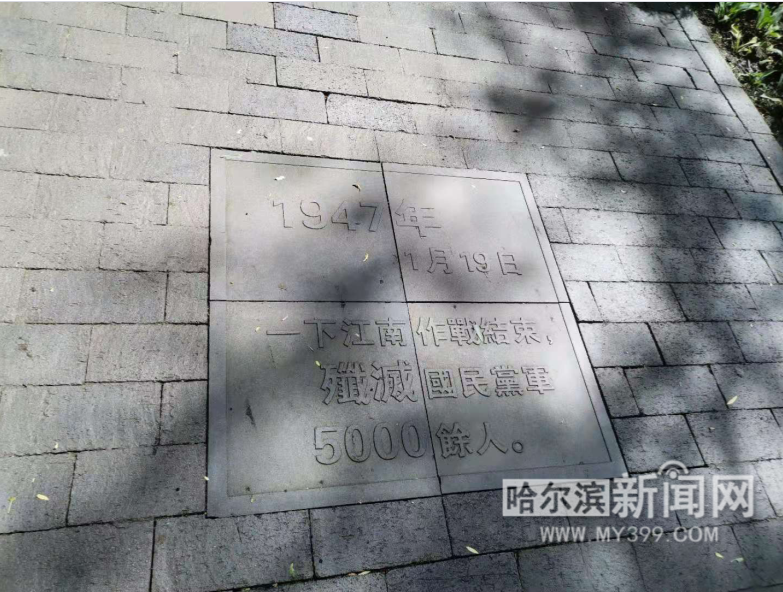 1947年
1月19日
一下江南作戰結束，
殲滅國民黨軍
5000餘人.
哈尔滨新闻网
WWW.MY399.COM